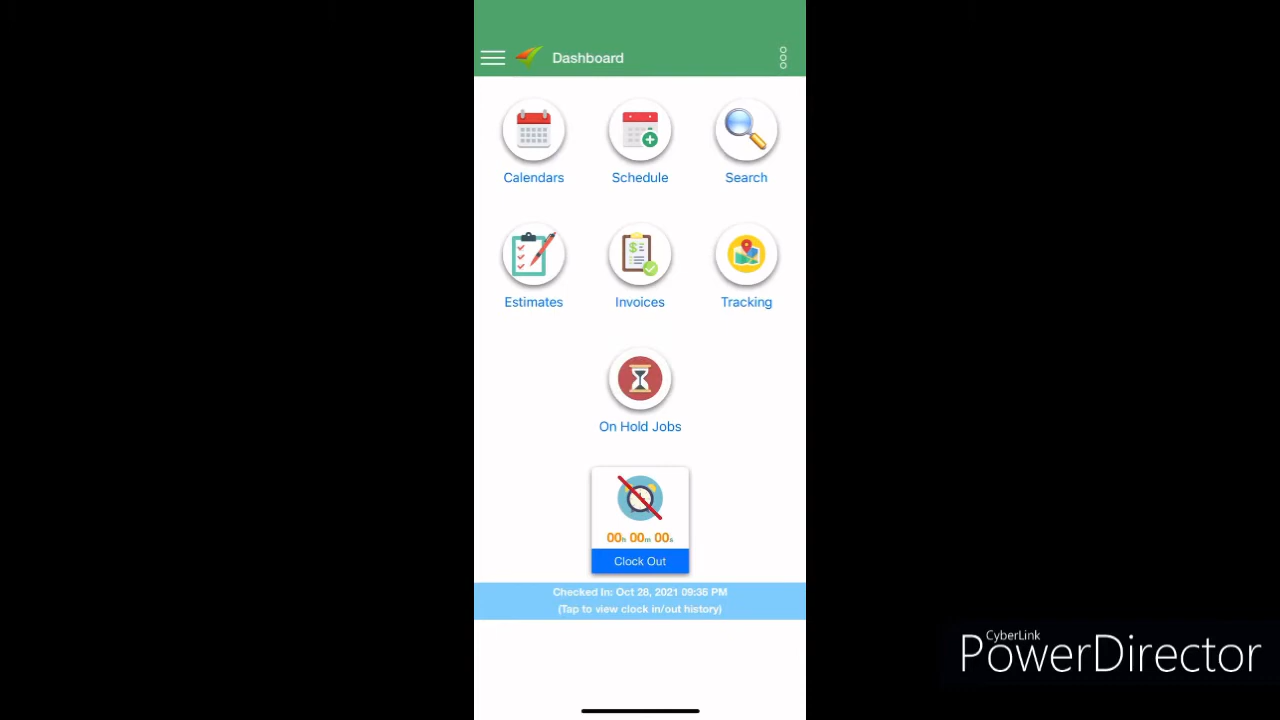 Dashboard
Calendars
Schedule
Search
Estimates
Invoices
Tracking
On Hold Jobs
00h 00m 00s
Clock Out
Checked In: Oct 28, 2021 09:35 PM
(Tap to view clock in/out history)
CyberLink
PowerDirector